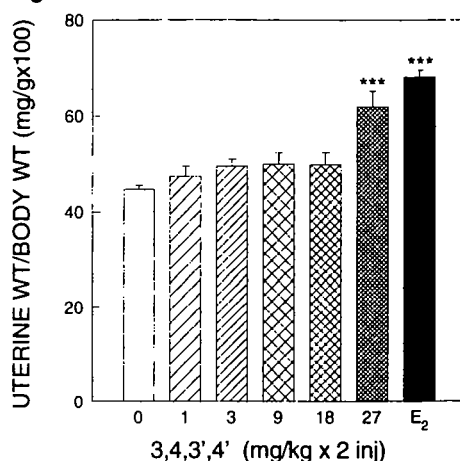 UTERINE WT/BODY WT (mg/gx100)
80
60
40
20
0
*** ***
0 1 3 9 18 27 E₂
3,4,3',4' (mg/kg x 2 inj)